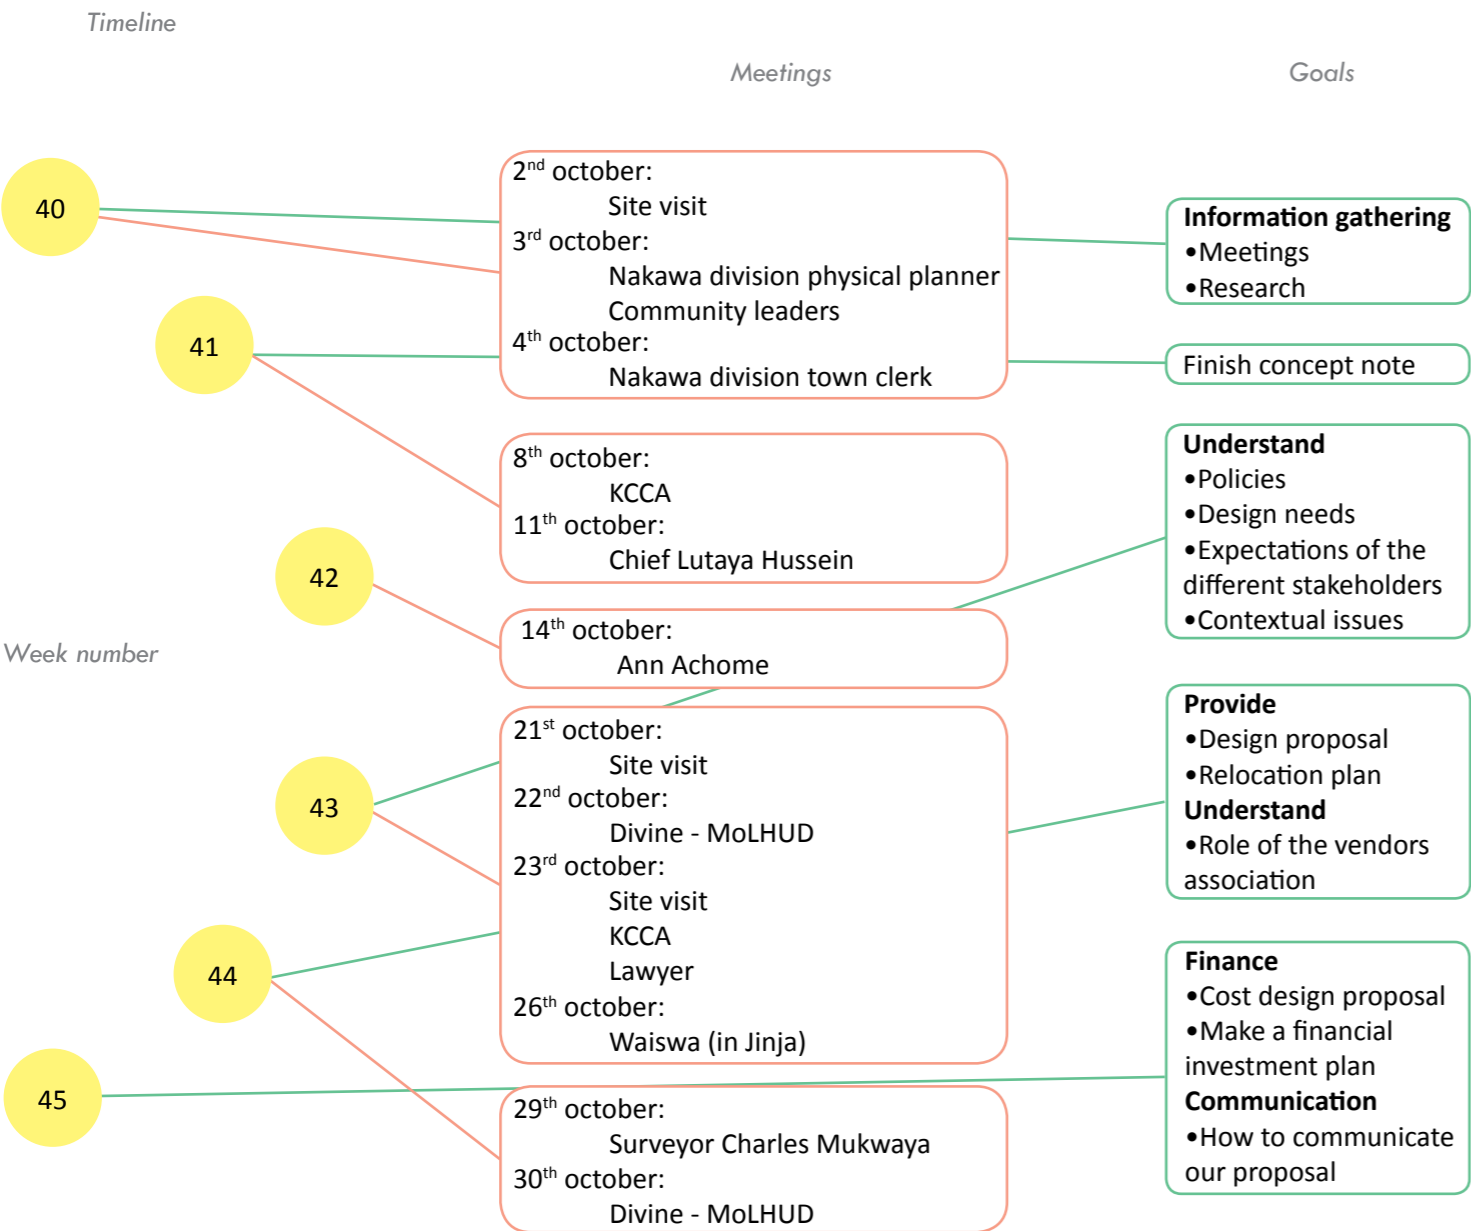 Timeline
Meetings
Goals
40
41
42
Week number
43
44
45
2nd october:
Site visit
3rd october:
Nakawa division physical planner
Community leaders
4th october:
Nakawa division town clerk
8th october:
KCCA
11th october:
Chief Lutaya Hussein
14th october:
Ann Achome
21st october:
Site visit
22nd october:
Divine - MoLHUD
23rd october:
Site visit
KCCA
Lawyer
26th october:
Waiswa (in Jinja)
29th october:
Surveyor Charles Mukwaya
30th october:
Divine - MoLHUD
Information gathering
•Meetings
•Research
Finish concept note
Understand
•Policies
•Design needs
•Expectations of the
different stakeholders
•Contextual issues
Provide
•Design proposal
•Relocation plan
Understand
•Role of the vendors
association
Finance
•Cost design proposal
•Make a financial
investment plan
Communication
•How to communicate
our proposal